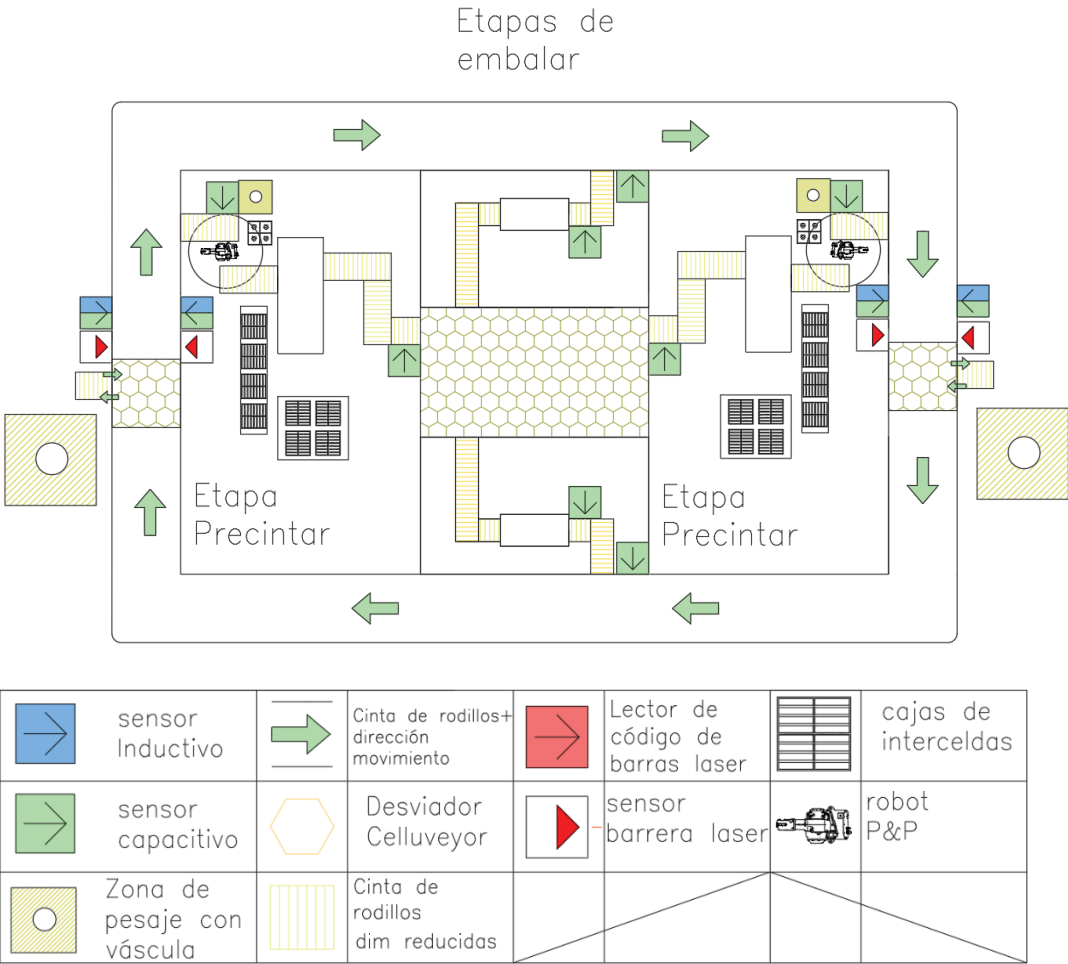 Etapas de
embalar
Etapa
Precintar
Etapa
Precintar
sensor
Inductivo
Cinta de rodillos+
dirección
movimiento
Lector de
código de
barras laser
cajas de
interceldas
sensor
capacitivo
Desviador
Celluveyor
sensor
barrera laser
robot
P&P
Zona de
pesaje con
váscula
Cinta de
rodillos
dim reducidas